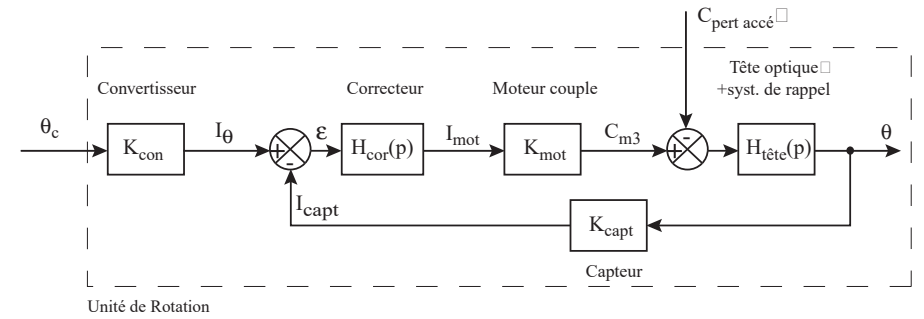 C_pert accé
Tête optique
+syst. de rappel
Convertisseur
Correcteur
Moteur couple
θ_c
K_con
I_θ
+
-
ε
H_cor(p)
I_mot
K_mot
C_m3
+
-
H_tête(p)
θ
I_capt
K_capt
Capteur
Unité de Rotation